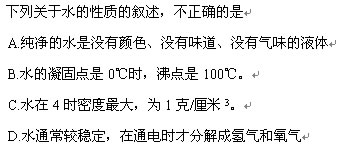 下列关于水的性质的叙述，不正确的是
A.纯净的水是没有颜色、没有味道、没有气味的液体
B.水的凝固点是 0℃时，沸点是 100℃。
C.水在 4 时密度最大，为 1 克/厘米³。
D.水通常较稳定，在通电时才分解成氢气和氧气